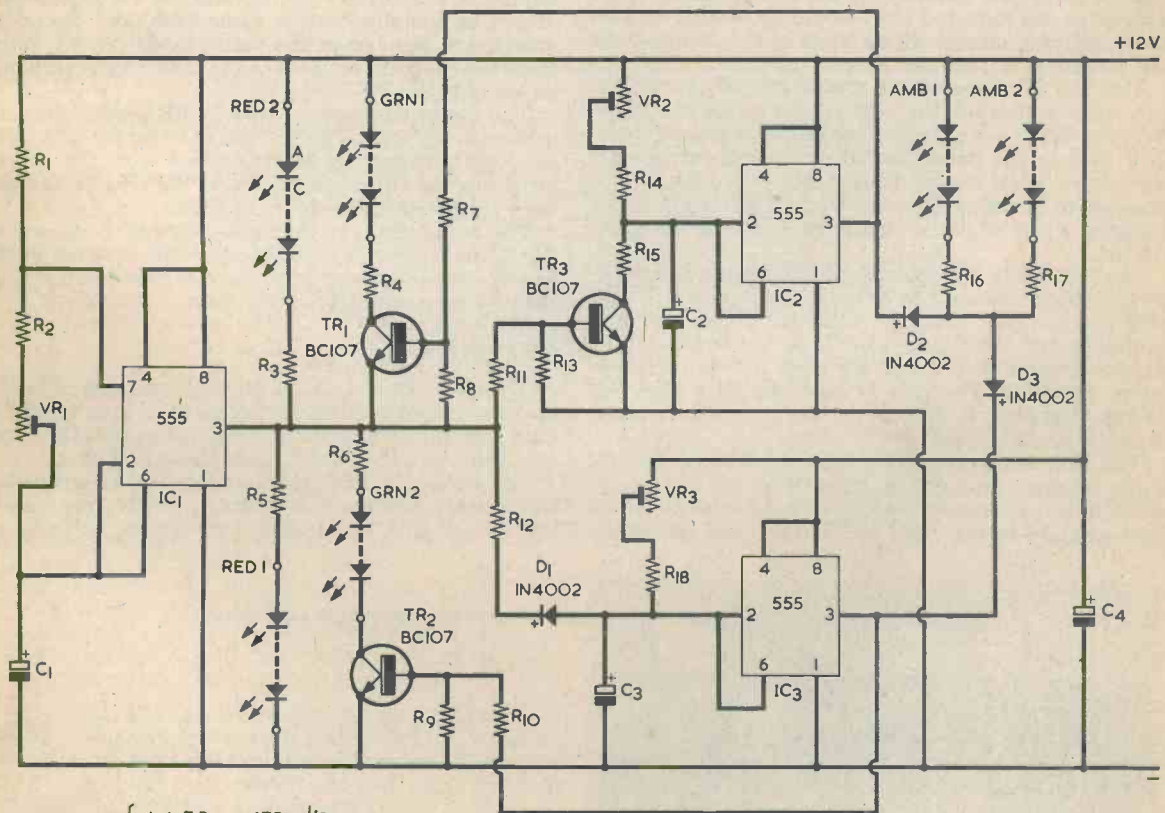 +12V
RED 2
GRN 1
AMB 1
AMB 2
VR2
R1
A
C
4
8
R14
555
2
3
R7
R4
TR3
BC107
R15
6
1
IC2
R16
R17
R2
TR1
BC107
C2
D2
1N4002
R3
R8
R11
R13
D3
1N4002
4
8
7
555
3
VR1
2
6
1
IC1
R6
R5
GRN 2
VR3
R12
4
8
RED 1
D1
1N4002
R18
555
2
3
C4
TR2
BC107
6
1
IC3
C1
C3
R9
R10
−